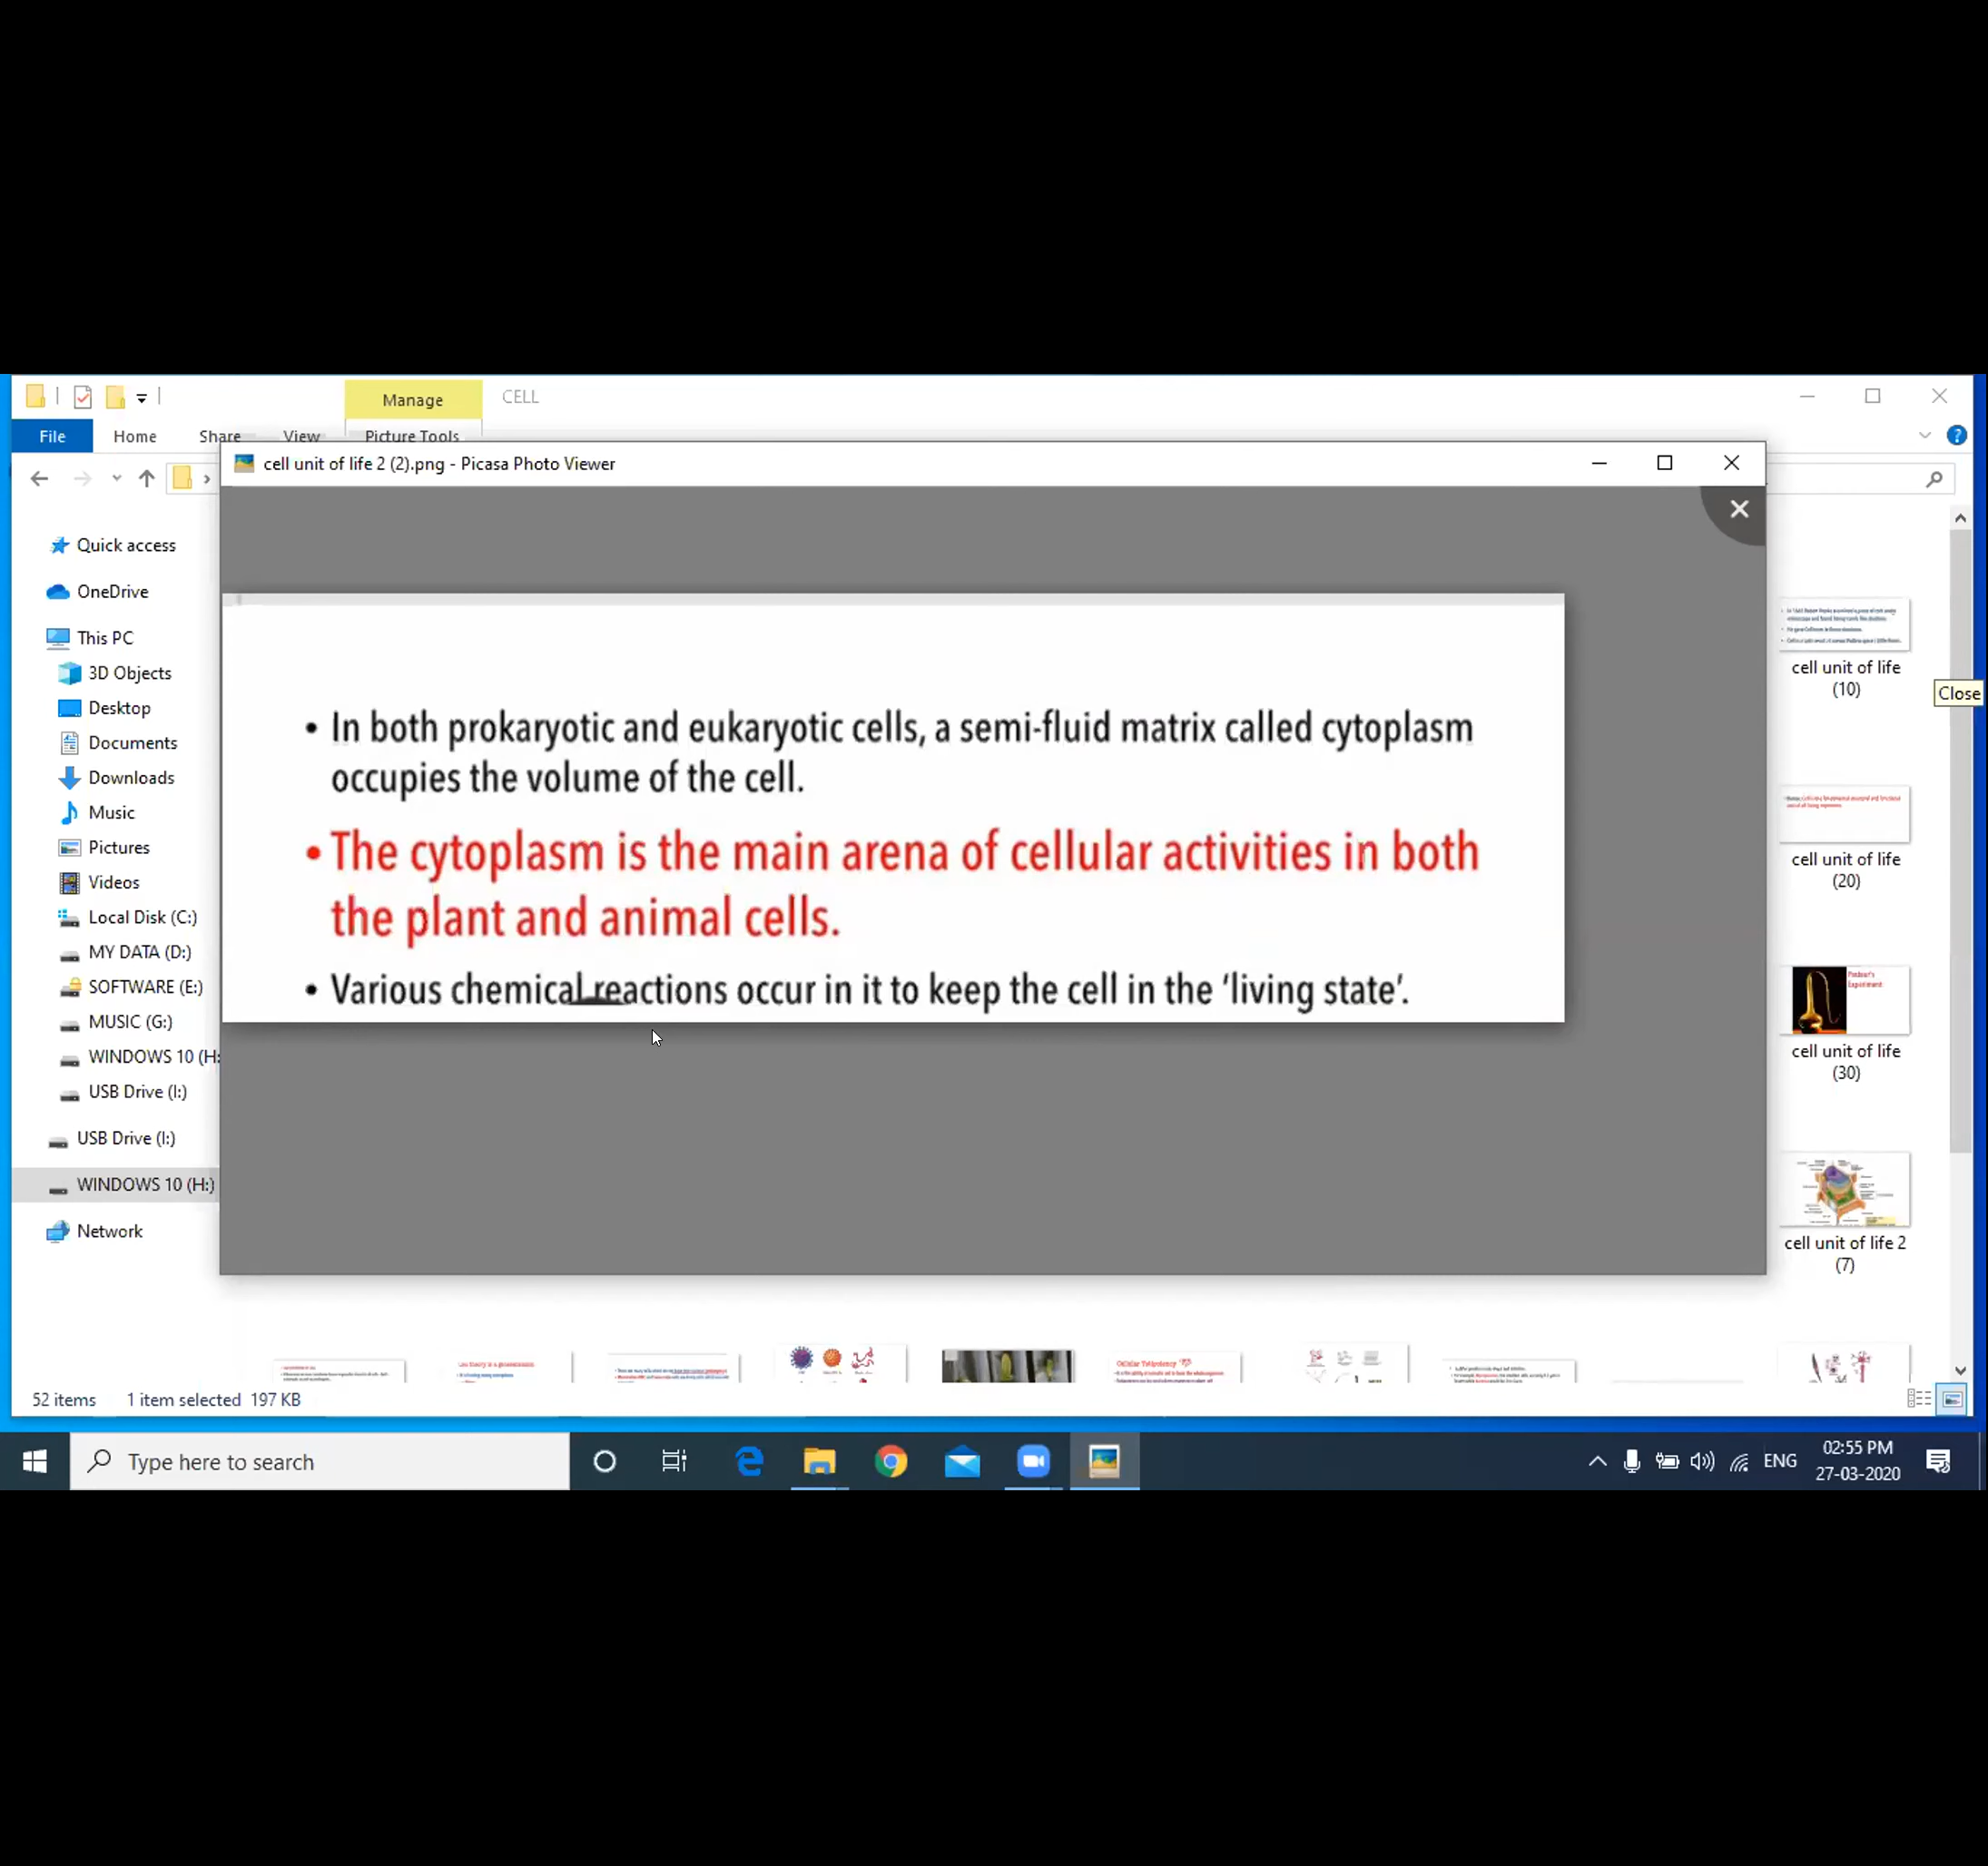 Manage
CELL
File
Home
Share
View
Picture Tools
cell unit of life 2 (2).png - Picasa Photo Viewer
Quick access
OneDrive
This PC
3D Objects
Desktop
Documents
Downloads
Music
Pictures
Videos
Local Disk (C:)
MY DATA (D:)
SOFTWARE (E:)
MUSIC (G:)
WINDOWS 10 (H:
USB Drive (I:)
USB Drive (I:)
WINDOWS 10 (H:)
Network
• In both prokaryotic and eukaryotic cells, a semi-fluid matrix called cytoplasm
occupies the volume of the cell.
• The cytoplasm is the main arena of cellular activities in both
the plant and animal cells.
• Various chemical reactions occur in it to keep the cell in the ‘living state’.
cell unit of life
(10)
Close
cell unit of life
(20)
Pasteur's
Experiment
cell unit of life
(30)
cell unit of life 2
(7)
Cellular Totipotency
52 items
1 item selected 197 KB
Type here to search
ENG
02:55 PM
27-03-2020